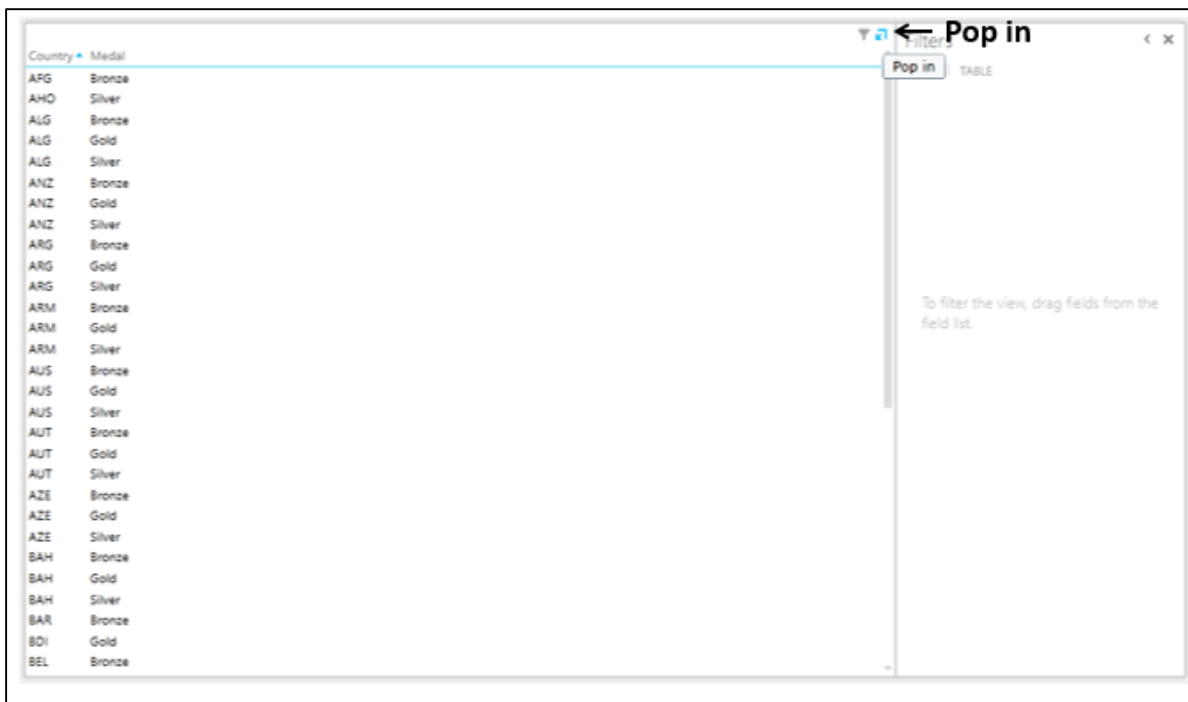 ← Pop in
Filters
Pop in
TABLE
Country Medal
AFG Bronze
AHO Silver
ALG Bronze
ALG Gold
ALG Silver
ANZ Bronze
ANZ Gold
ANZ Silver
ARG Bronze
ARG Gold
ARG Silver
ARM Bronze
ARM Gold
ARM Silver
AUS Bronze
AUS Gold
AUS Silver
AUT Bronze
AUT Gold
AUT Silver
AZE Bronze
AZE Gold
AZE Silver
BAH Bronze
BAH Gold
BAH Silver
BAR Bronze
BDI Gold
BEL Bronze
To filter the view, drag fields from the
field list.